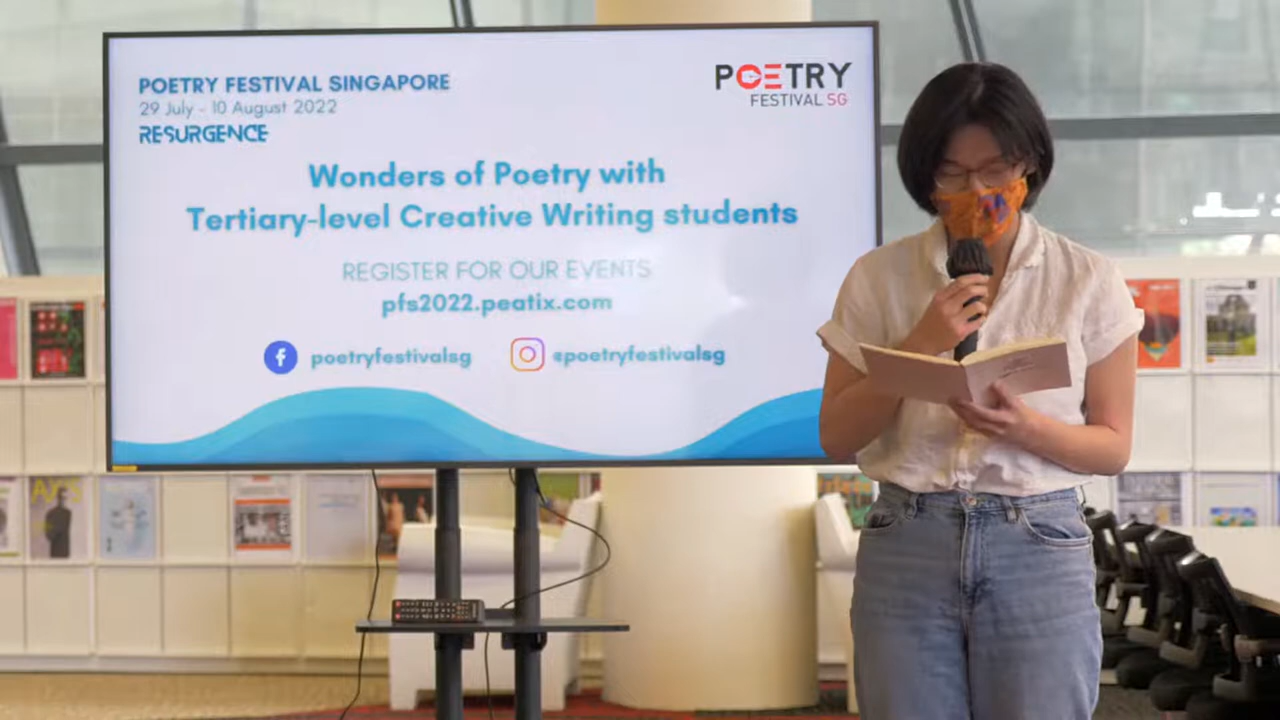 POETRY FESTIVAL SINGAPORE
29 July - 10 August 2022
RESURGENCE
POETRY
FESTIVAL SG
Wonders of Poetry with
Tertiary-level Creative Writing students
REGISTER FOR OUR EVENTS
pfs2022.peatix.com
f poetryfestivalsg
@poetryfestivalsg